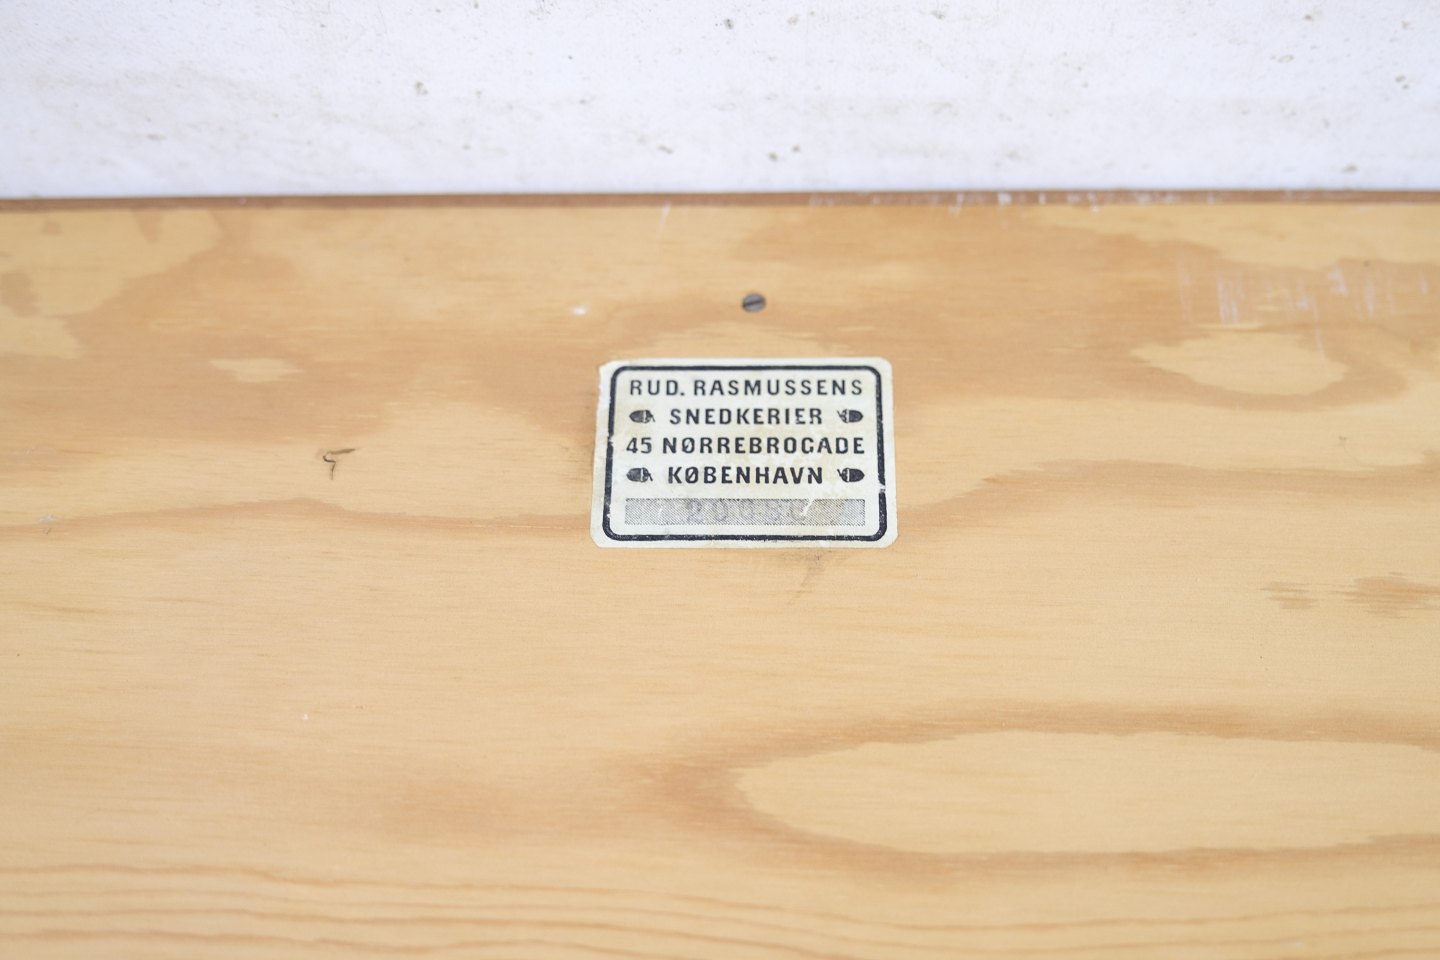 RUD. RASMUSSENS
SNEDKERIER
45 NØRREBROGADE
KØBENHAVN